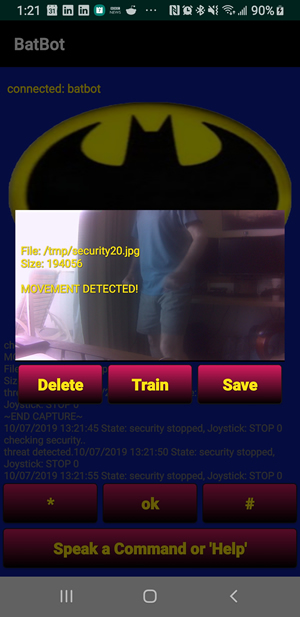 1:21 31 BBC NEWS 90%
BatBot
connected: batbot
File: /tmp/security20.jpg
Size: 194056
MOVEMENT DETECTED!
Delete Train Save
Joystick: STOP 0
~END CAPTURE~
10/07/2019 13:21:45 State: security stopped, Joystick: STOP 0
checking security..
threat detected.10/07/2019 13:21:50 State: security stopped,
Joystick: STOP 0
10/07/2019 13:21:55 State: security stopped, Joystick: STOP 0
* ok #
Speak a Command or 'Help'